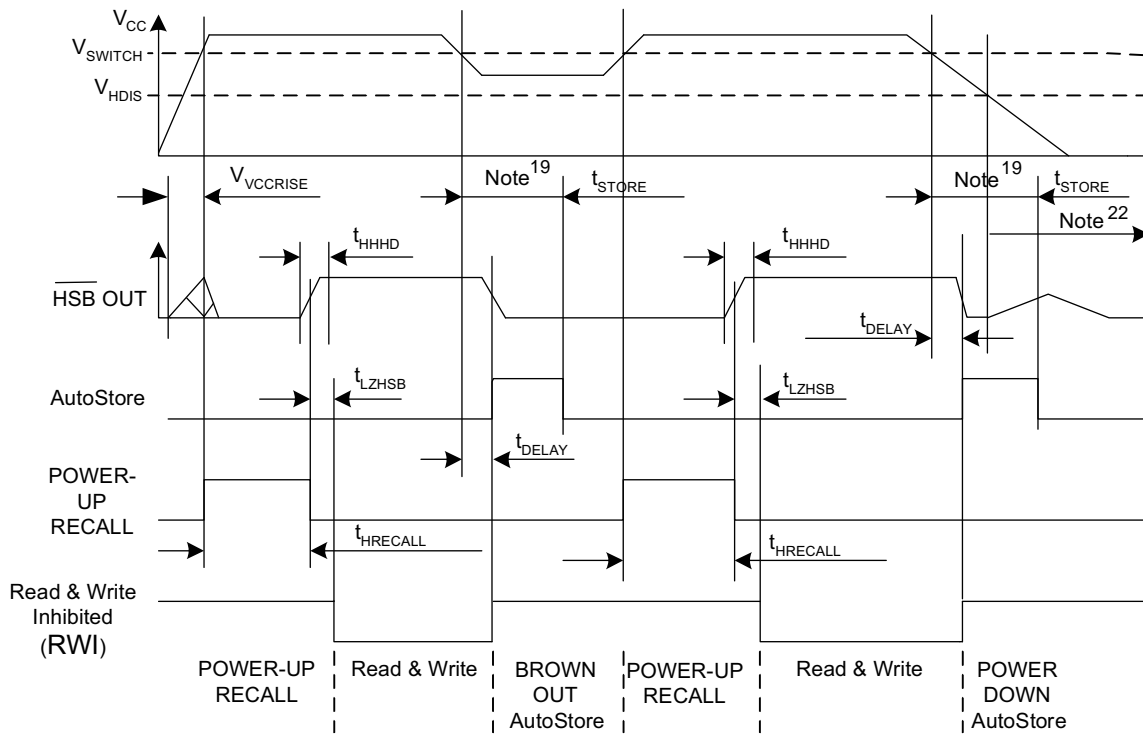 VCC
VSWITCH
VHDIS
VVCCRISE
Note19
tSTORE
Note19
tSTORE
Note22
tHHHD
tHHHD
HSB OUT
tDELAY
tLZHSB
tLZHSB
AutoStore
tDELAY
POWER-
UP
RECALL
tHRECALL
tHRECALL
Read & Write
Inhibited
(RWI)
POWER-UP
RECALL
Read & Write
BROWN
OUT
AutoStore
POWER-UP
RECALL
Read & Write
POWER
DOWN
AutoStore